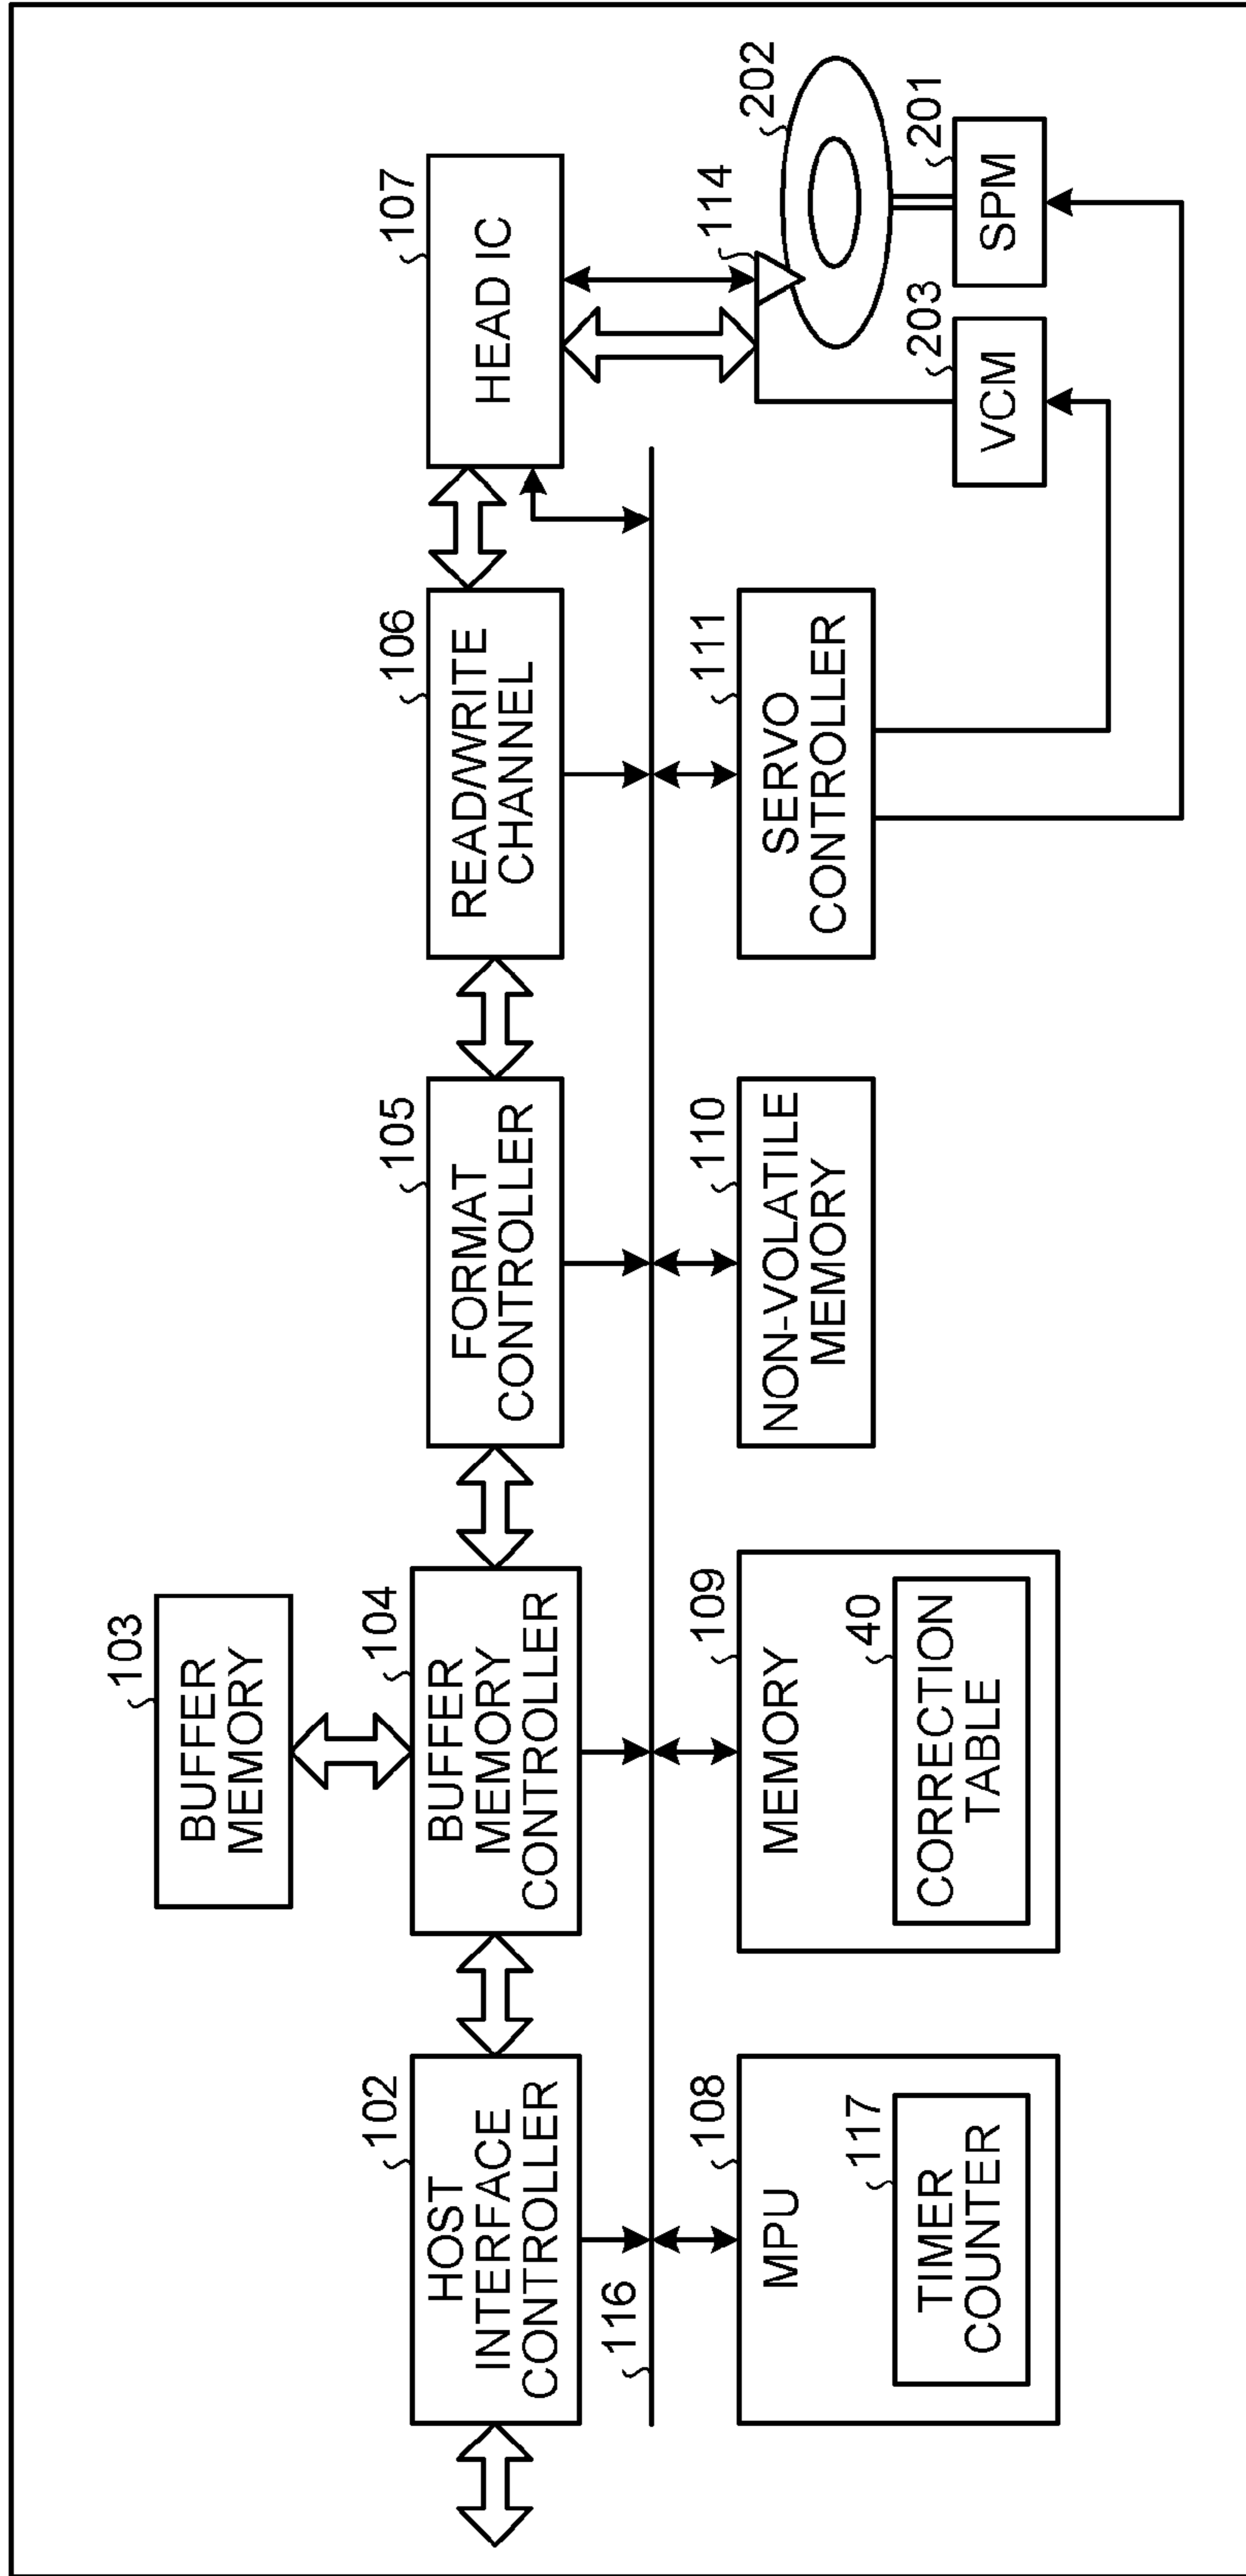 103
BUFFER
MEMORY
102
HOST
INTERFACE
CONTROLLER
104
BUFFER
MEMORY
CONTROLLER
105
FORMAT
CONTROLLER
106
READ/WRITE
CHANNEL
107
HEAD IC
116
108
MPU
117
TIMER
COUNTER
109
MEMORY
40
CORRECTION
TABLE
110
NON-VOLATILE
MEMORY
111
SERVO
CONTROLLER
114
202
203
VCM
201
SPM